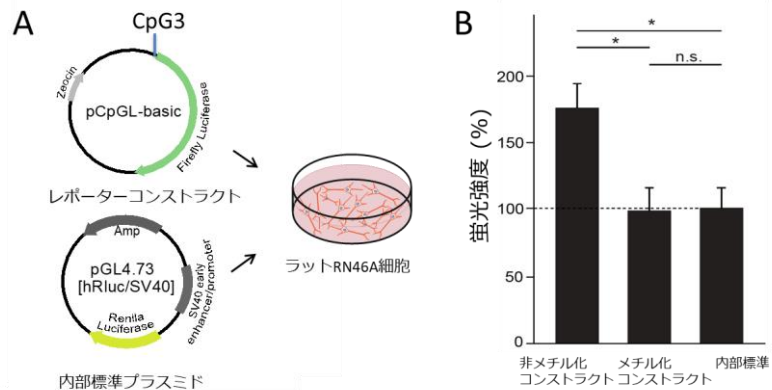 A
CpG3
Zeocin
pCpGL-basic
Firefly Luciferase
レポーターコンストラクト
Amp
pGL4.73
[hRluc/SV40]
SV40 early
enhancer/promoter
Renlla
Luciferase
内部標準プラスミド
ラットRN46A細胞
B
*
*
n.s.
蛍光強度 (%)
200
150
100
50
0
非メチル化
コンストラクト
メチル化
コンストラクト
内部標準